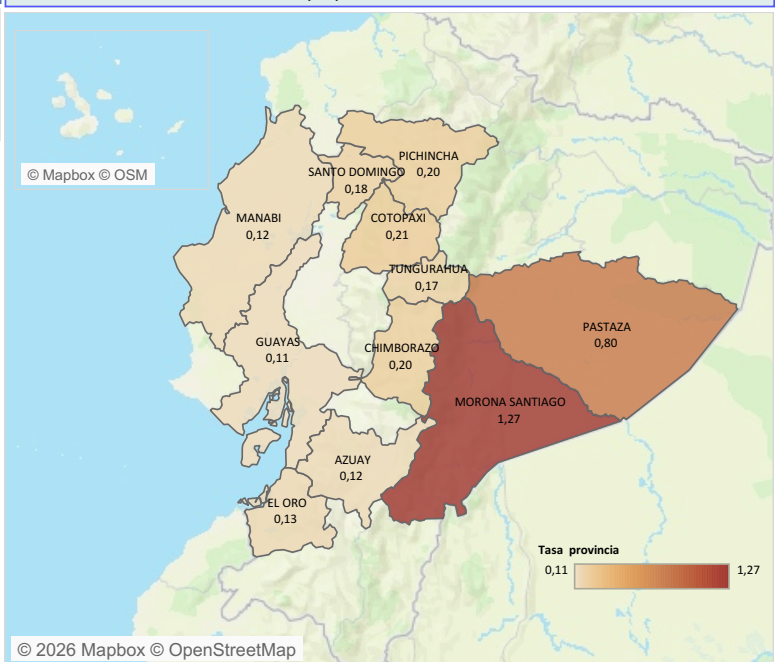 © Mapbox © OSM
PICHINCHA
0,20
SANTO DOMINGO
0,18
MANABI
0,12
COTOPAXI
0,21
TUNGURAHUA
0,17
PASTAZA
0,80
GUAYAS
0,11
CHIMBORAZO
0,20
MORONA SANTIAGO
1,27
AZUAY
0,12
EL ORO
0,13
Tasa provincia
0,11 1,27
© 2026 Mapbox © OpenStreetMap